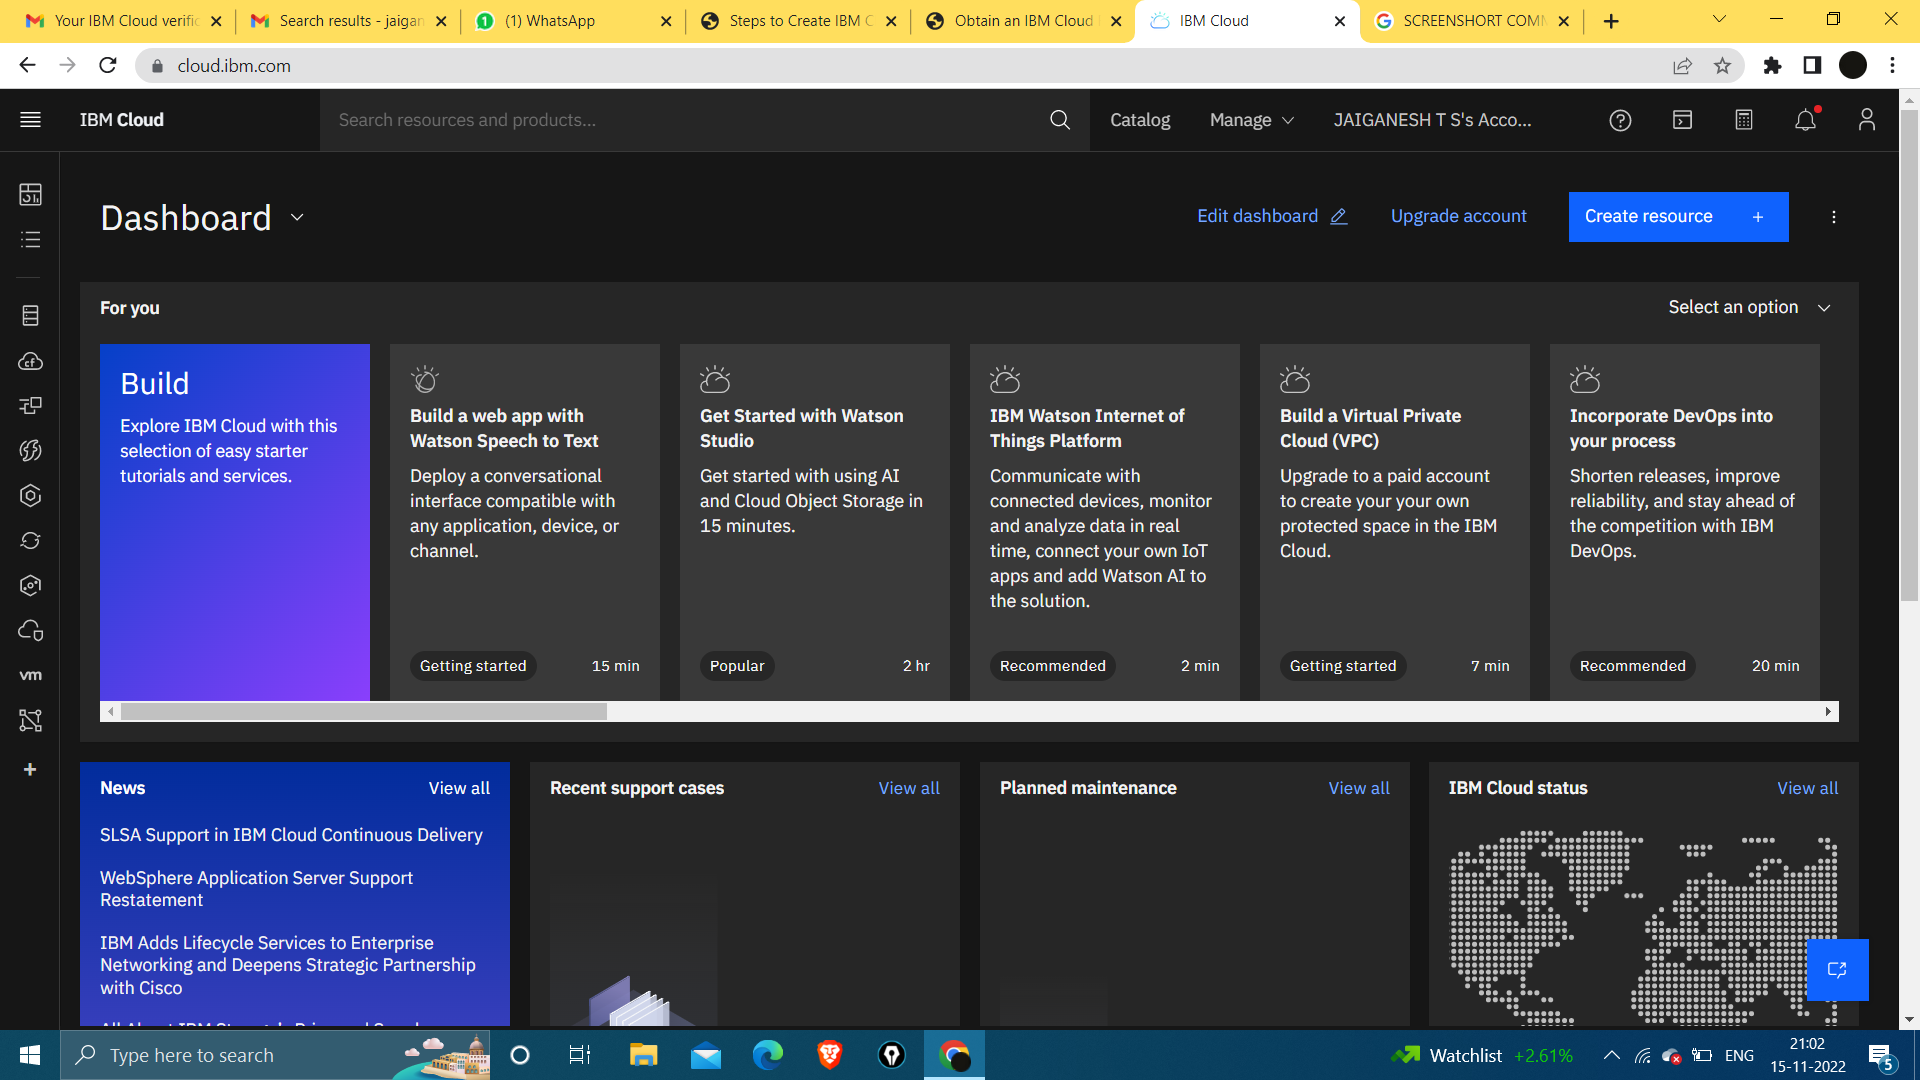 Your IBM Cloud verific
Search results - jaigan
(1) WhatsApp
Steps to Create IBM C
Obtain an IBM Cloud
IBM Cloud
SCREENSHORT COMM
cloud.ibm.com
IBM Cloud
Search resources and products...
Catalog
Manage
JAIGANESH T S's Acco...
Dashboard
Edit dashboard
Upgrade account
Create resource +
For you
Select an option
Build
Explore IBM Cloud with this
selection of easy starter
tutorials and services.
Build a web app with
Watson Speech to Text
Deploy a conversational
interface compatible with
any application, device, or
channel.
Getting started
15 min
Get Started with Watson
Studio
Get started with using AI
and Cloud Object Storage in
15 minutes.
Popular
2 hr
IBM Watson Internet of
Things Platform
Communicate with
connected devices, monitor
and analyze data in real
time, connect your own IoT
apps and add Watson AI to
the solution.
Recommended
2 min
Build a Virtual Private
Cloud (VPC)
Upgrade to a paid account
to create your your own
protected space in the IBM
Cloud.
Getting started
7 min
Incorporate DevOps into
your process
Shorten releases, improve
reliability, and stay ahead of
the competition with IBM
DevOps.
Recommended
20 min
vm
News
View all
SLSA Support in IBM Cloud Continuous Delivery
WebSphere Application Server Support
Restatement
IBM Adds Lifecycle Services to Enterprise
Networking and Deepens Strategic Partnership
with Cisco
Recent support cases
View all
Planned maintenance
View all
IBM Cloud status
View all
Type here to search
Watchlist +2.61%
ENG
21:02
15-11-2022
5